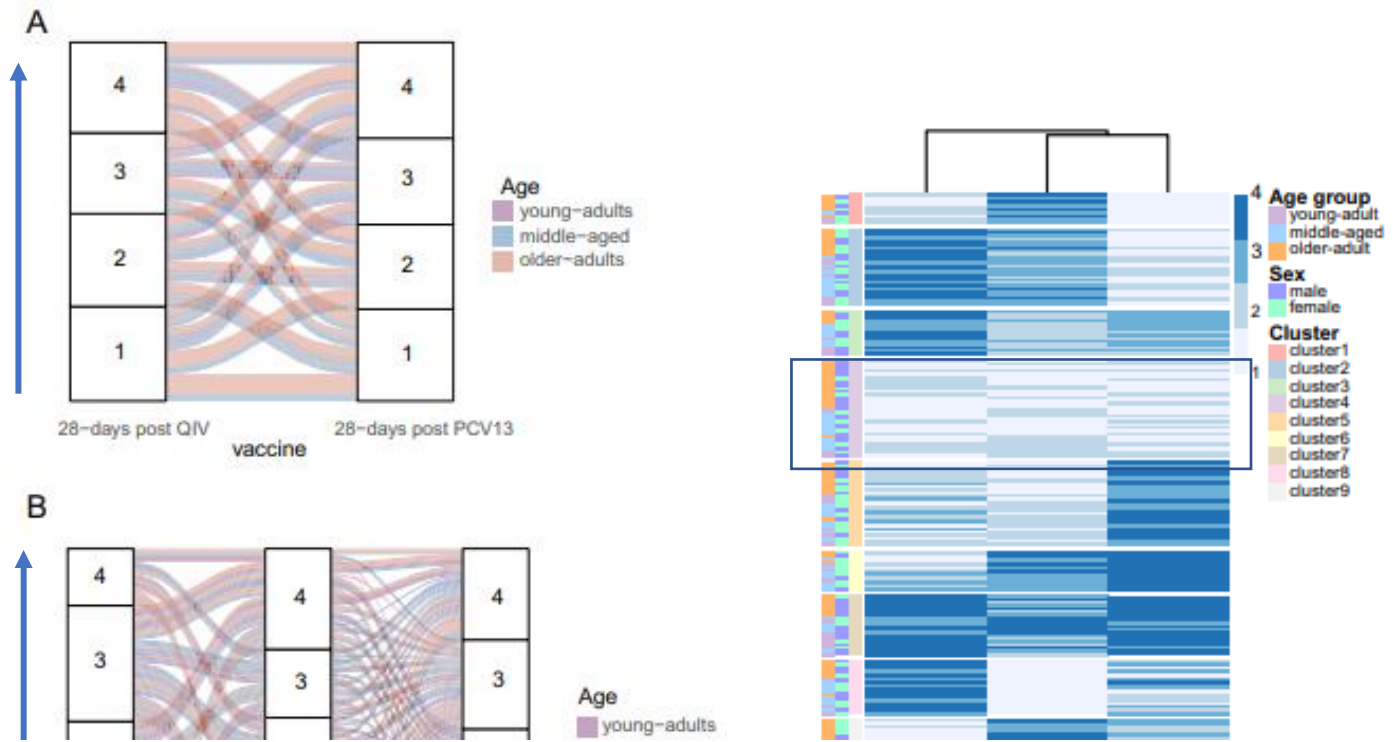 A
4
3
2
1
4
3
2
1
28-days post QIV
28-days post PCV13
vaccine
Age
young-adults
middle-aged
older-adults
B
4
3
4
3
4
3
Age
young-adults
4
3
2
1
Age group
young-adult
middle-aged
older-adult
Sex
male
female
Cluster
cluster1
cluster2
cluster3
cluster4
cluster5
cluster6
cluster7
cluster8
cluster9